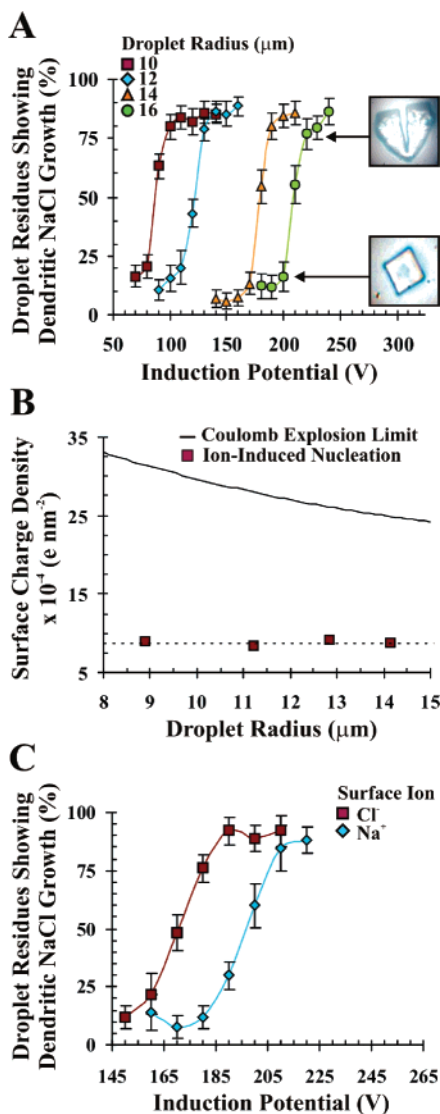 A
Droplet Radius (μm)
10
12
14
16
Droplet Residues Showing
Dendritic NaCl Growth (%)
100
75
50
25
0
50 100 150 200 250 300
Induction Potential (V)
B
Coulomb Explosion Limit
Ion-Induced Nucleation
Surface Charge Density
x 10⁻⁴ (e nm⁻²)
35
25
15
5
8 9 10 11 12 13 14 15
Droplet Radius (μm)
C
Surface Ion
Cl⁻
Na⁺
Droplet Residues Showing
Dendritic NaCl Growth (%)
100
75
50
25
0
145 165 185 205 225 245 265
Induction Potential (V)